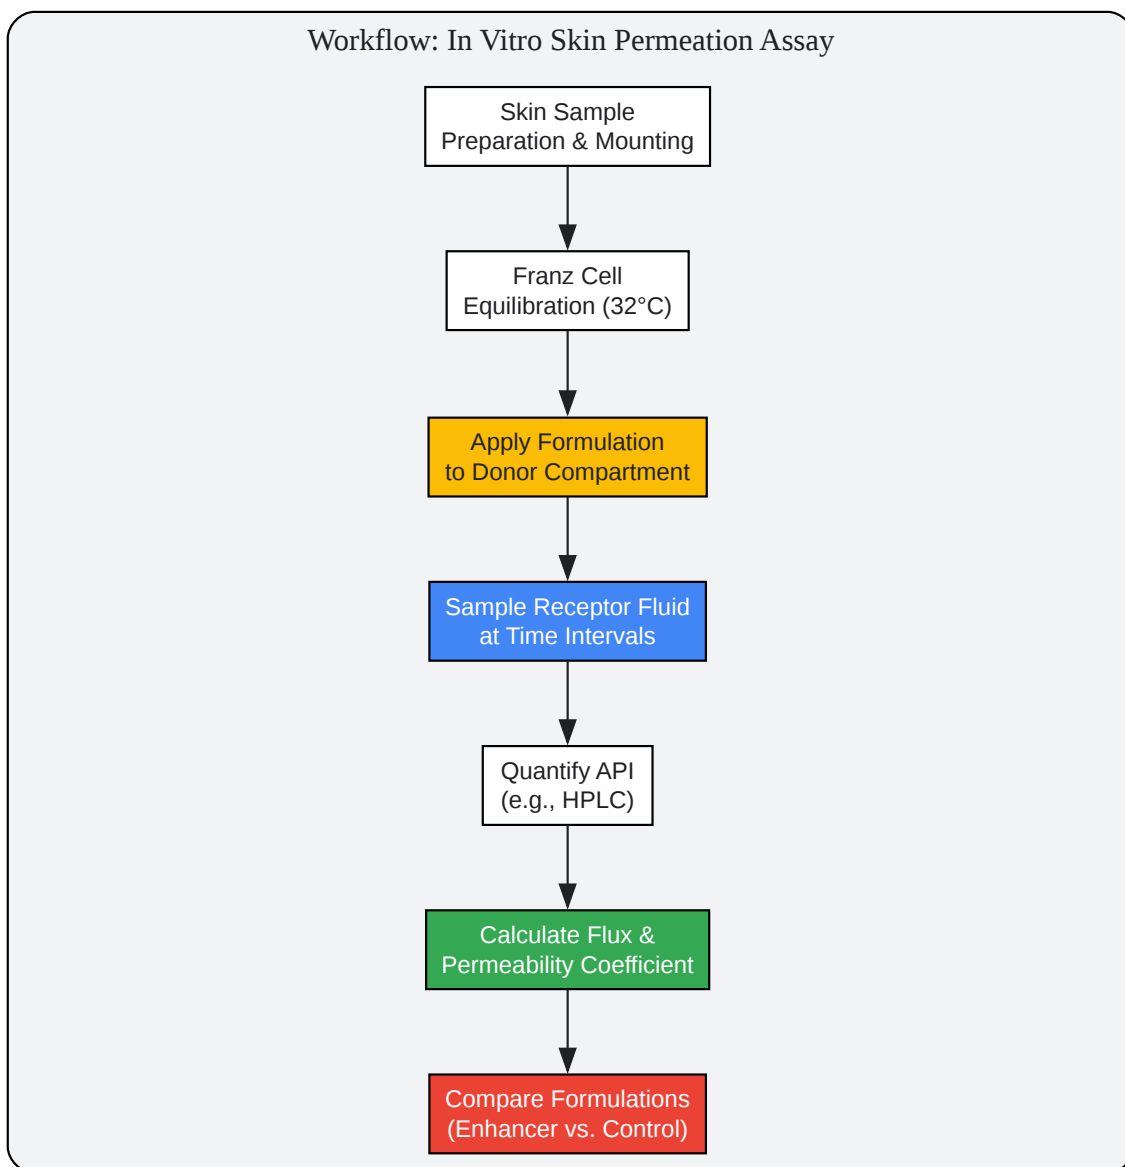 Workflow: In Vitro Skin Permeation Assay
Skin Sample
Preparation & Mounting
Franz Cell
Equilibration (32°C)
Apply Formulation
to Donor Compartment
Sample Receptor Fluid
at Time Intervals
Quantify API
(e.g., HPLC)
Calculate Flux &
Permeability Coefficient
Compare Formulations
(Enhancer vs. Control)